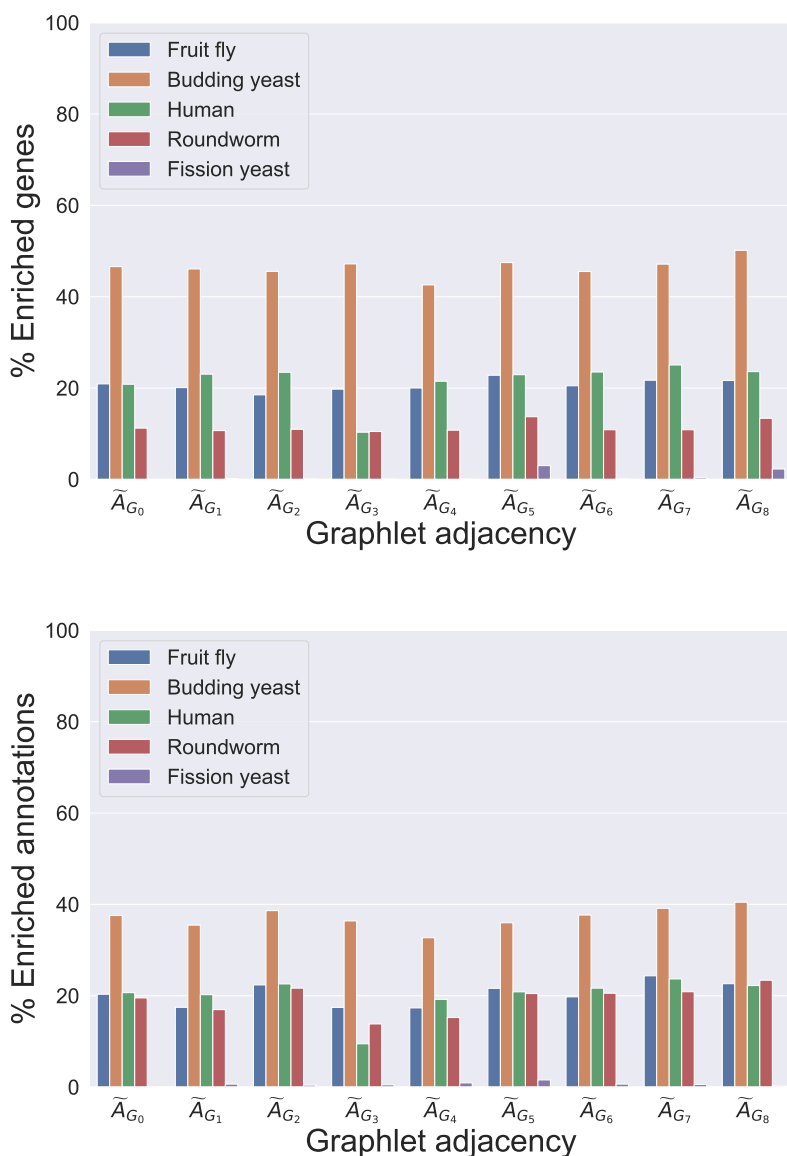 100
80
60
40
20
0
% Enriched genes
Fruit fly
Budding yeast
Human
Roundworm
Fission yeast
Ã_G₀ Ã_G₁ Ã_G₂ Ã_G₃ Ã_G₄ Ã_G₅ Ã_G₆ Ã_G₇ Ã_G₈
Graphlet adjacency
100
80
60
40
20
0
% Enriched annotations
Fruit fly
Budding yeast
Human
Roundworm
Fission yeast
Ã_G₀ Ã_G₁ Ã_G₂ Ã_G₃ Ã_G₄ Ã_G₅ Ã_G₆ Ã_G₇ Ã_G₈
Graphlet adjacency